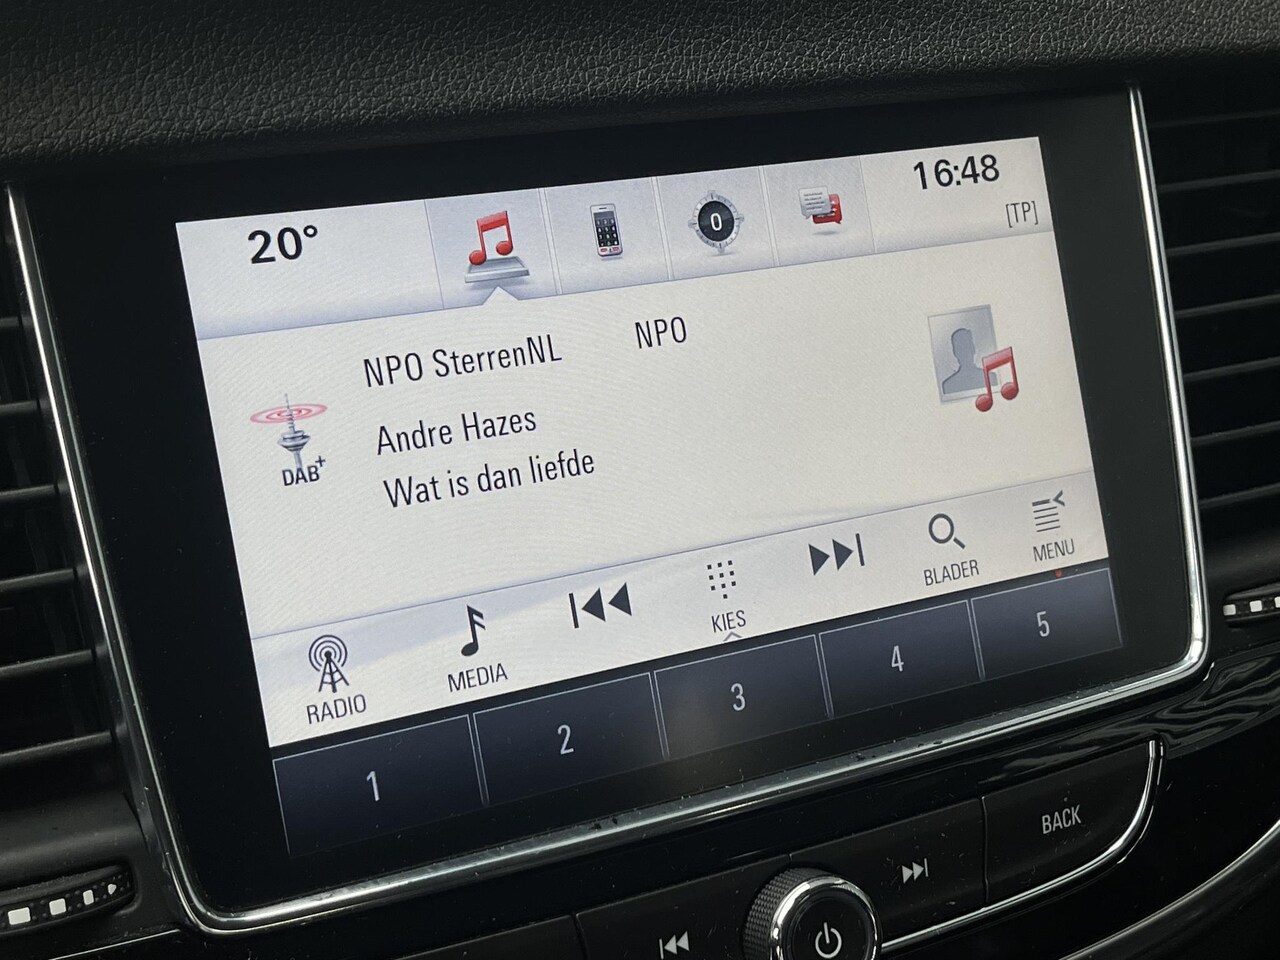 20°
0
16:48
[TP]
NPO SterrenNL NPO
DAB+
Andre Hazes
Wat is dan liefde
RADIO
MEDIA
KIES
BLADER
MENU
1
2
3
4
5
BACK